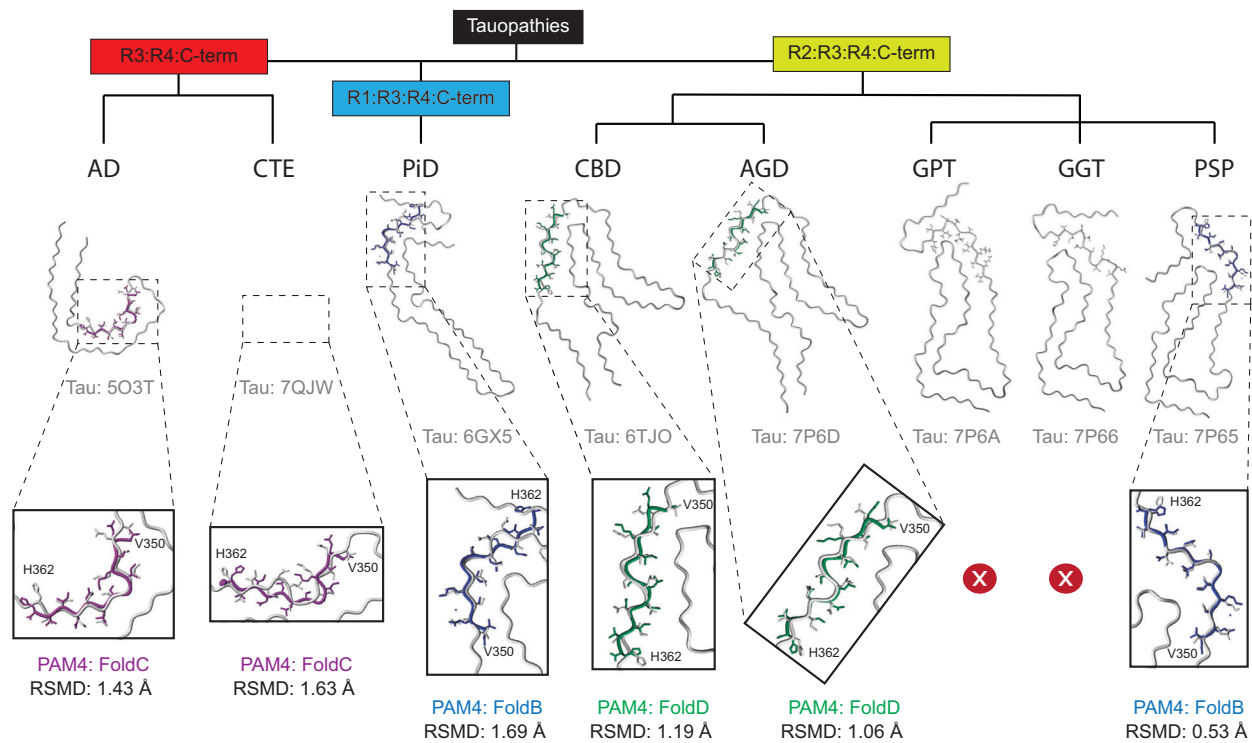 Tauopathies
R3:R4:C-term
R2:R3:R4:C-term
R1:R3:R4:C-term
AD
CTE
PiD
CBD
AGD
GPT
GGT
PSP
Tau: 5O3T
Tau: 7QJW
Tau: 6GX5
Tau: 6TJO
Tau: 7P6D
Tau: 7P6A
Tau: 7P66
Tau: 7P65
V350
H362
H362
V350
H362
V350
V350
H362
V350
H362
X
X
H362
V350
PAM4: FoldC
RSMD: 1.43 Å
PAM4: FoldC
RSMD: 1.63 Å
PAM4: FoldB
RSMD: 1.69 Å
PAM4: FoldD
RSMD: 1.19 Å
PAM4: FoldD
RSMD: 1.06 Å
PAM4: FoldB
RSMD: 0.53 Å